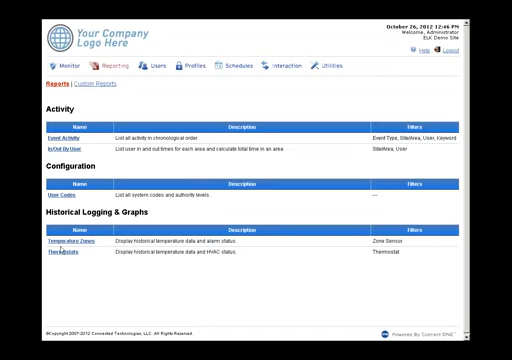 Your Company
Logo Here
October 26, 2012 12:46 PM
Welcome, Administrator
ELK Demo Site
Help Logout
Monitor Reporting Users Profiles Schedules Interaction Utilities
Reports | Custom Reports
Activity
Name Description Filters
Event Activity List all activity in chronological order. Event Type, Site/Area, User, Keyword
In/Out By User List user in and out times for each area and calculate total time in an area. Site/Area, User
Configuration
Name Description Filters
User Codes List all system codes and authority levels. ---
Historical Logging & Graphs
Name Description Filters
Temperature Zones Display historical temperature data and alarm status. Zone Sensor
Thermostats Display historical temperature data and HVAC status. Thermostat
©Copyright 2007-2012 Connected Technologies, LLC. All Rights Reserved.
Powered By Connect ONE™